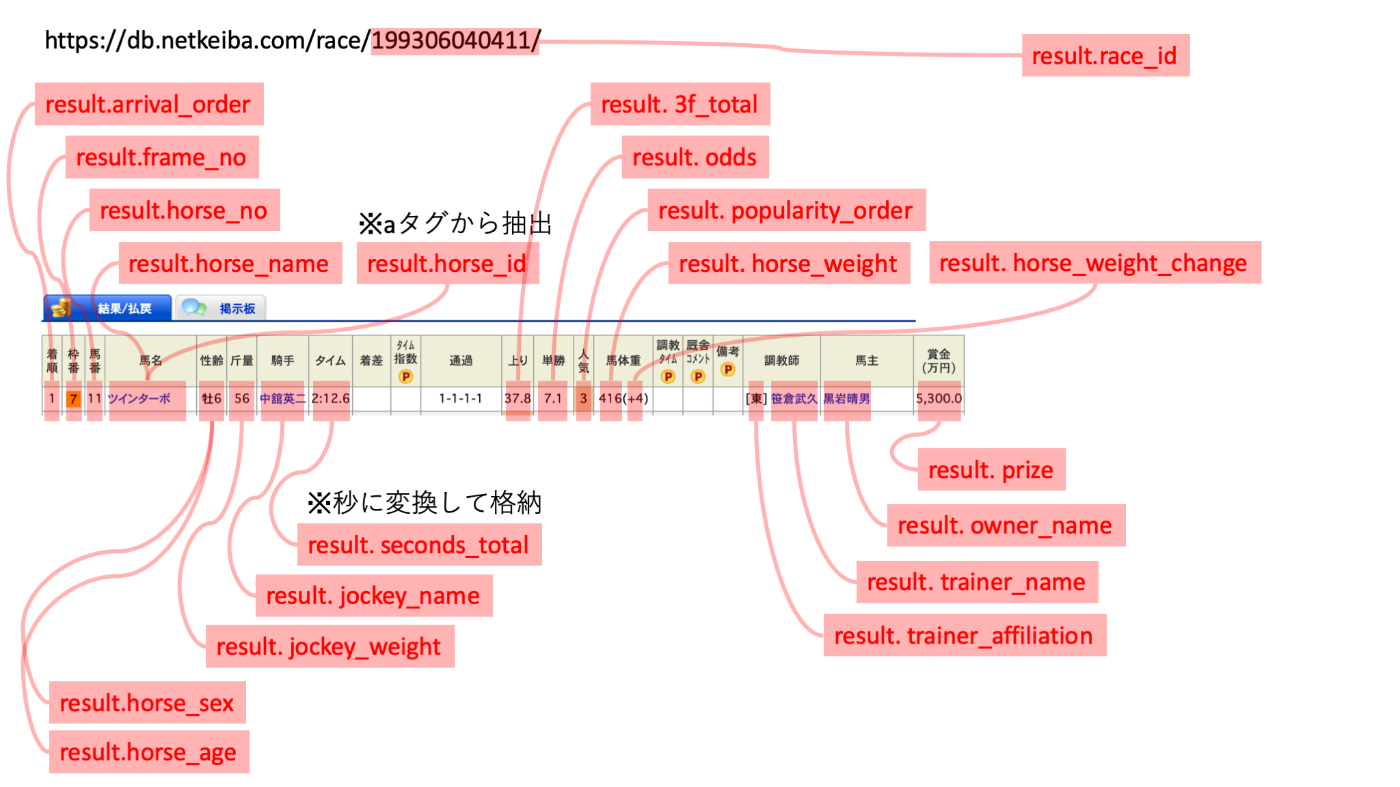 https://db.netkeiba.com/race/199306040411/
result.race_id
result.arrival_order
result. 3f_total
result.frame_no
result. odds
result.horse_no
result. popularity_order
※aタグから抽出
result.horse_name
result.horse_id
result. horse_weight
result. horse_weight_change
結果/払戻
掲示板
着順 枠番 馬番 馬名 性齢 斤量 騎手 タイム 着差 タイム指数 P 通過 上り 単勝 人気 馬体重 調教タイム P 厩舎コメント P 備考 P 調教師 馬主 賞金(万円)
1 7 11 ツインターボ 牡6 56 中舘英二 2:12.6 1-1-1-1 37.8 7.1 3 416(+4) [東] 笹倉武久 黒岩晴男 5,300.0
result. prize
※秒に変換して格納
result. owner_name
result. seconds_total
result. trainer_name
result. jockey_name
result. trainer_affiliation
result. jockey_weight
result.horse_sex
result.horse_age